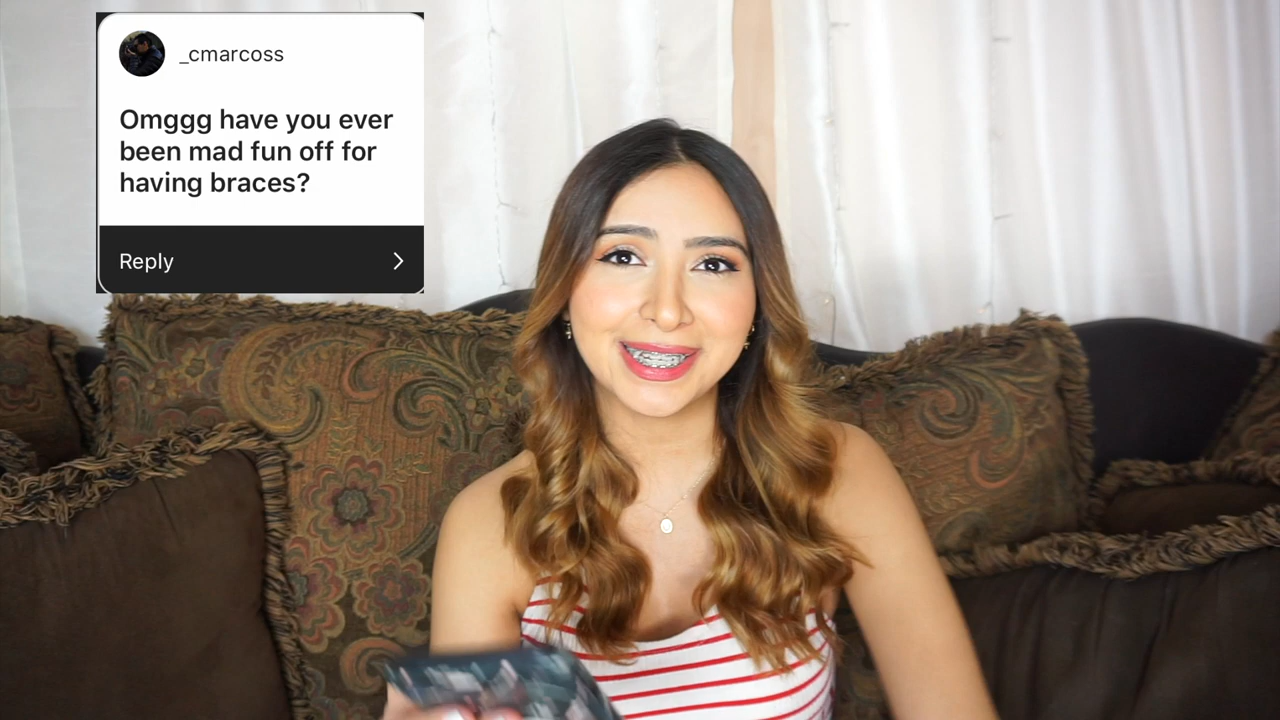 _cmarcoss
Omggg have you ever
been mad fun off for
having braces?
Reply